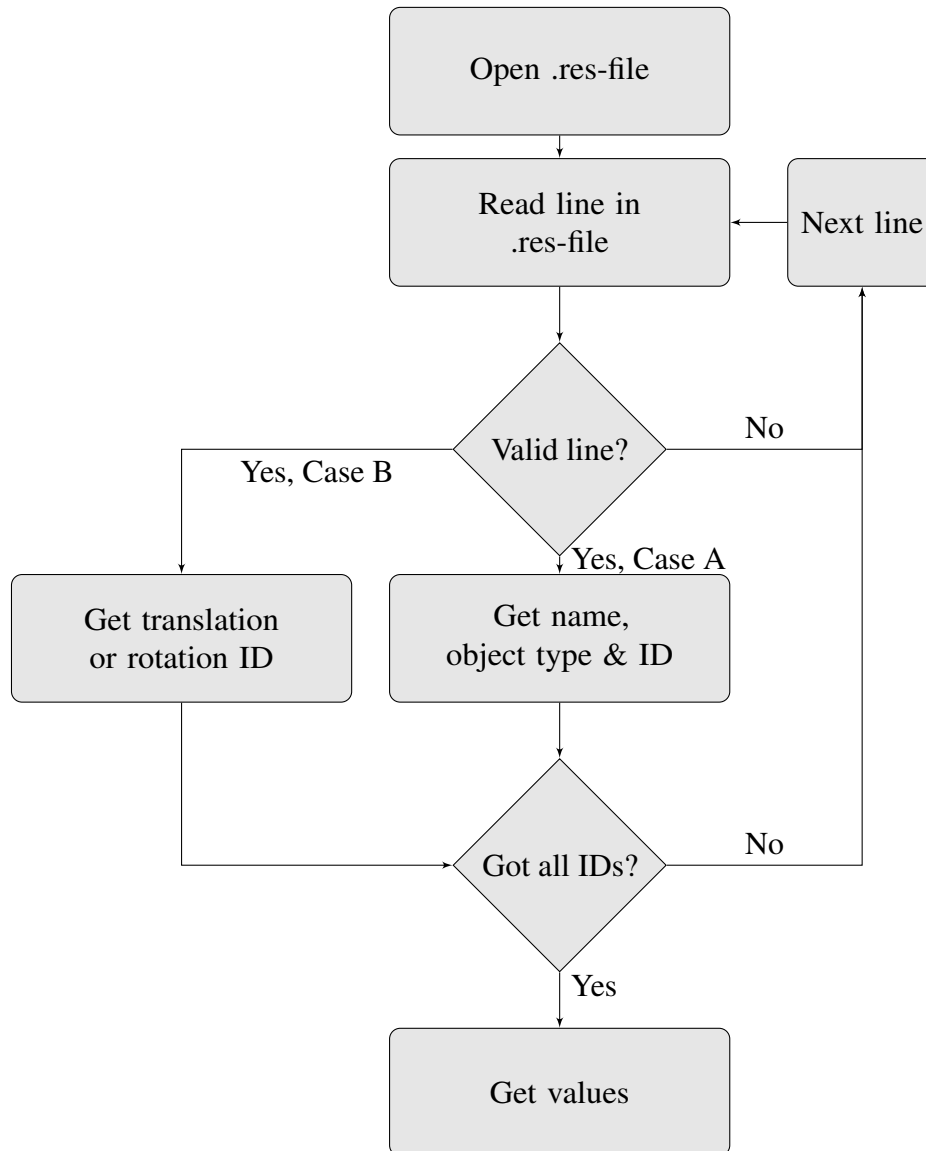 Open .res-file
Read line in
.res-file
Next line
Valid line?
No
Yes, Case B
Yes, Case A
Get translation
or rotation ID
Get name,
object type & ID
Got all IDs?
No
Yes
Get values